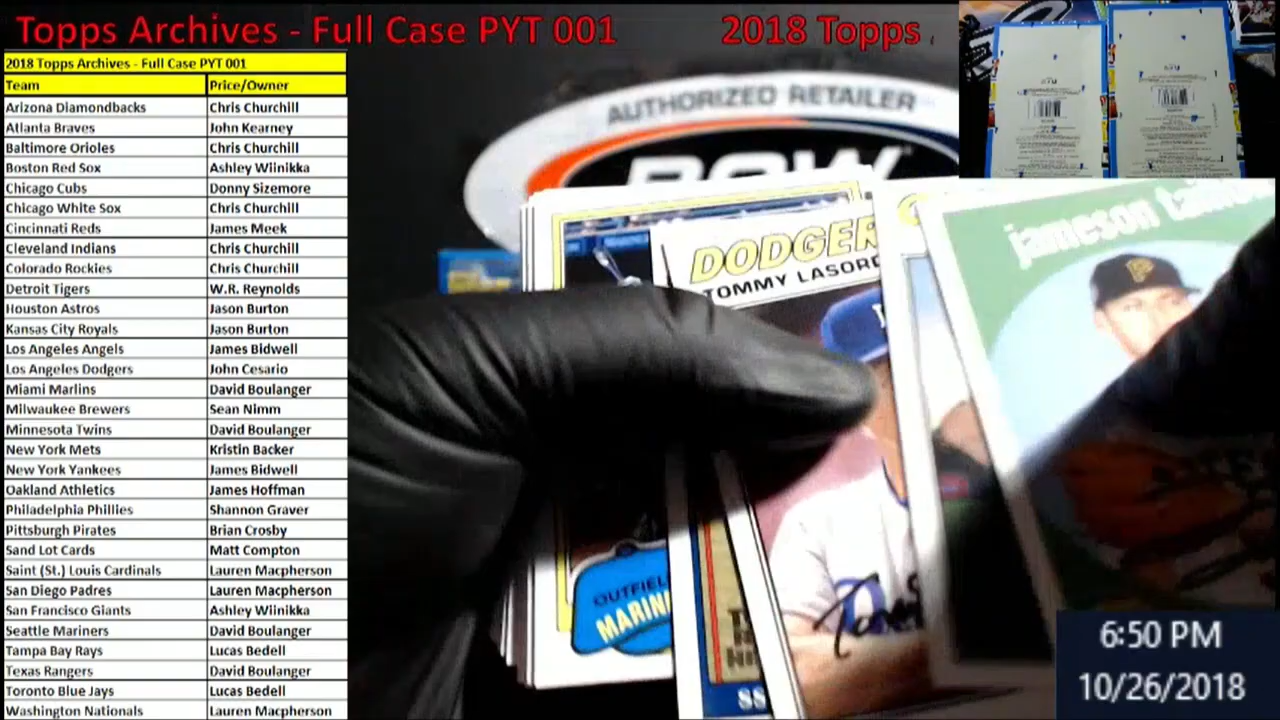 Topps Archives - Full Case PYT 001
2018 Topps
2018 Topps Archives - Full Case PYT 001
Team Price/Owner
Arizona Diamondbacks Chris Churchill
Atlanta Braves John Kearney
Baltimore Orioles Chris Churchill
Boston Red Sox Ashley Wiinikka
Chicago Cubs Donny Sizemore
Chicago White Sox Chris Churchill
Cincinnati Reds James Meek
Cleveland Indians Chris Churchill
Colorado Rockies Chris Churchill
Detroit Tigers W.R. Reynolds
Houston Astros Jason Burton
Kansas City Royals Jason Burton
Los Angeles Angels James Bidwell
Los Angeles Dodgers John Cesario
Miami Marlins David Boulanger
Milwaukee Brewers Sean Nimm
Minnesota Twins David Boulanger
New York Mets Kristin Backer
New York Yankees James Bidwell
Oakland Athletics James Hoffman
Philadelphia Phillies Shannon Graver
Pittsburgh Pirates Brian Crosby
Sand Lot Cards Matt Compton
Saint (St.) Louis Cardinals Lauren Macpherson
San Diego Padres Lauren Macpherson
San Francisco Giants Ashley Wiinikka
Seattle Mariners David Boulanger
Tampa Bay Rays Lucas Bedell
Texas Rangers David Boulanger
Toronto Blue Jays Lucas Bedell
Washington Nationals Lauren Macpherson
AUTHORIZED RETAILER
BCW
DODGER
TOMMY LASORD
jameson
OUTFIEL
MARIN
SS
6:50 PM
10/26/2018